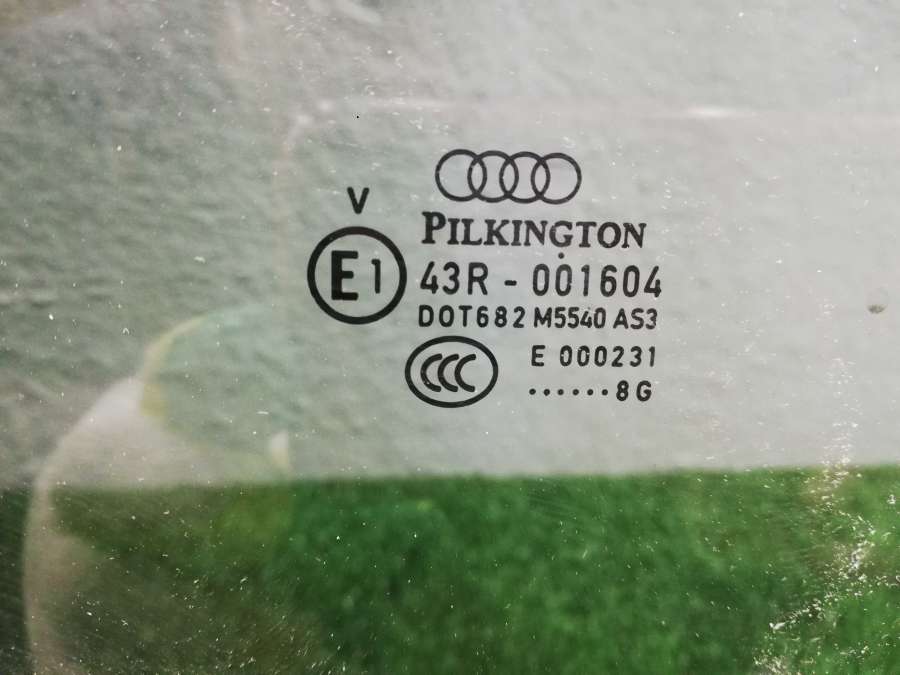 V
PILKINGTON
E1 43R - 001604
DOT682 M5540 AS3
CCC E 000231
......8G